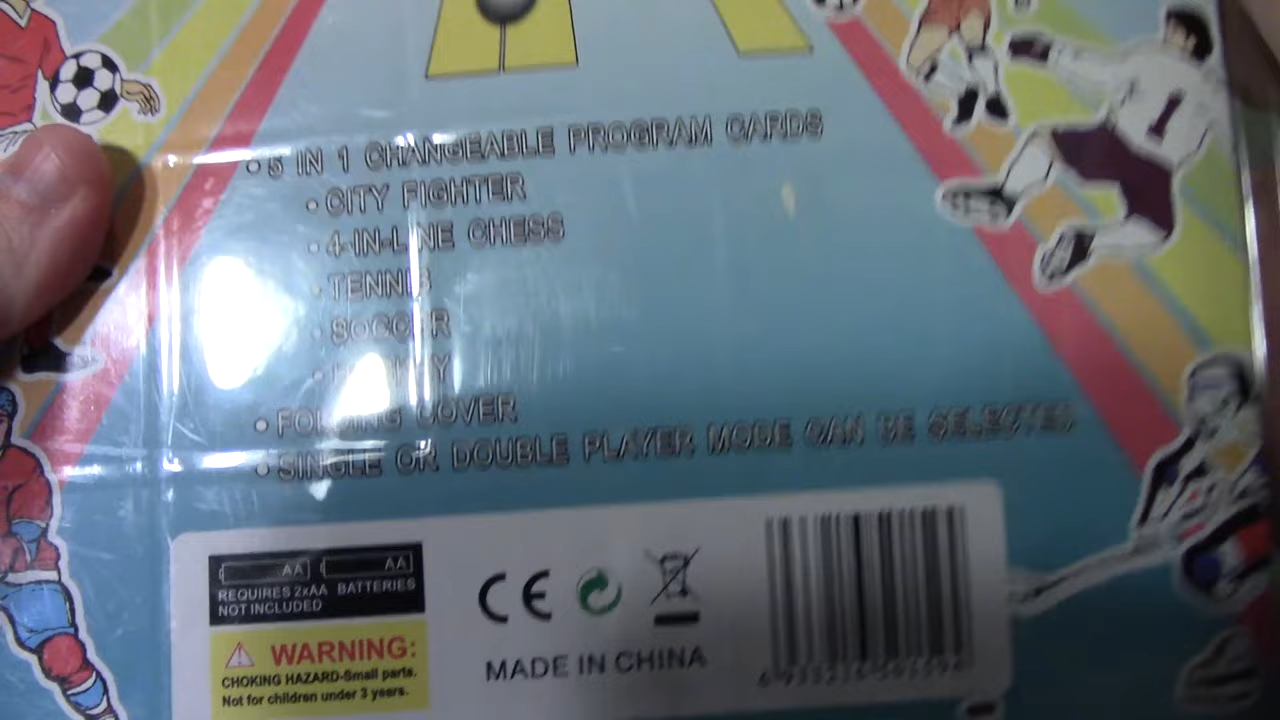 • 5 IN 1 CHANGEABLE PROGRAM CARDS
• CITY FIGHTER
• 4-IN-LINE CHESS
• TENNIS
• SOCCER
• HOCKEY
• FOLDING COVER
• SINGLE OR DOUBLE PLAYER MODE CAN BE SELECTED
AA AA
REQUIRES 2xAA BATTERIES
NOT INCLUDED
WARNING:
CHOKING HAZARD-Small parts.
Not for children under 3 years.
CE
MADE IN CHINA
1